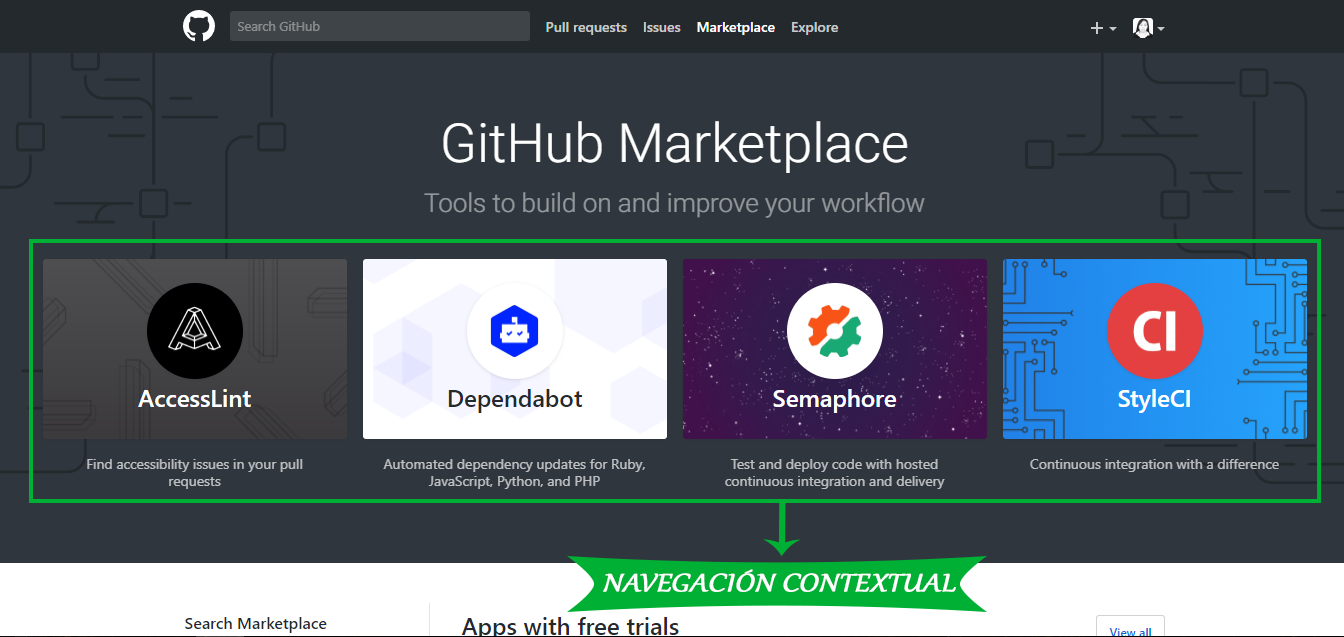 Search GitHub Pull requests Issues Marketplace Explore
GitHub Marketplace
Tools to build on and improve your workflow
CI
AccessLint
Dependabot
Semaphore
StyleCI
Find accessibility issues in your pull
requests
Automated dependency updates for Ruby,
JavaScript, Python, and PHP
Test and deploy code with hosted
continuous integration and delivery
Continuous integration with a difference
NAVEGACIÓN CONTEXTUAL
Search Marketplace
Apps with free trials
View all